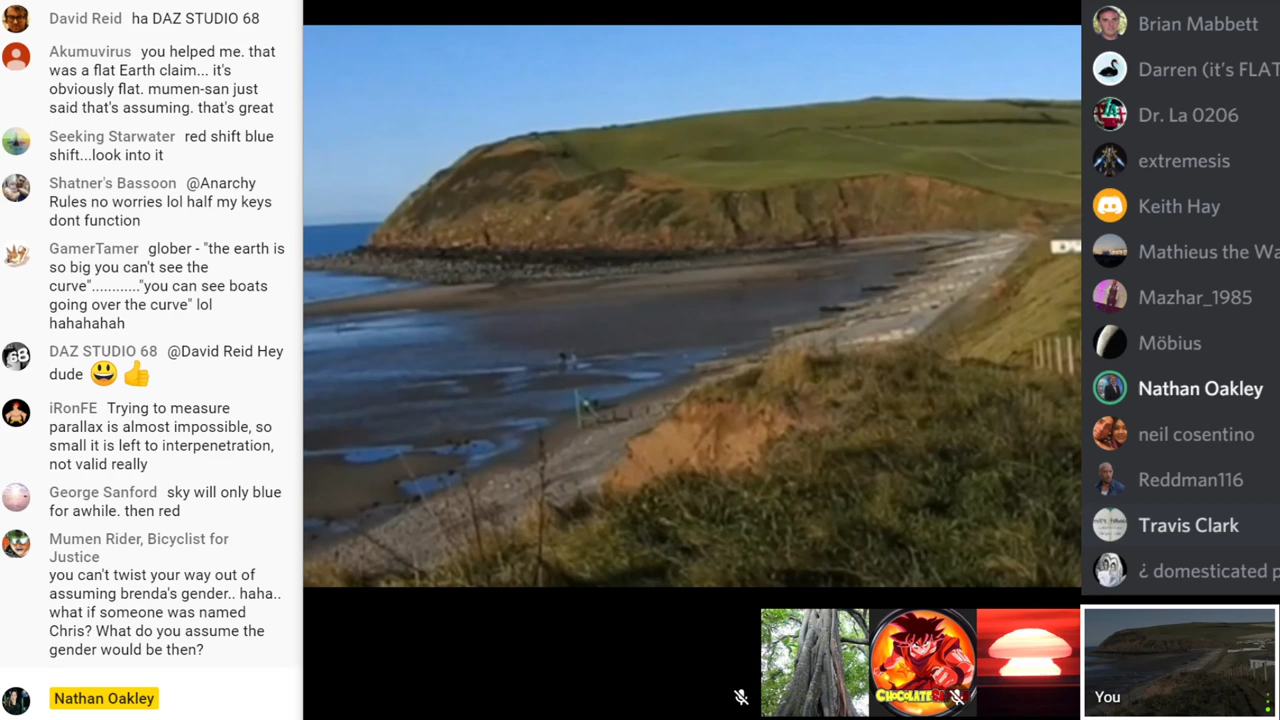 David Reid ha DAZ STUDIO 68
Akumuvirus you helped me. that
was a flat Earth claim... it's
obviously flat. mumen-san just
said that's assuming. that's great
Seeking Starwater red shift blue
shift...look into it
Shatner's Bassoon @Anarchy
Rules no worries lol half my keys
dont function
GamerTamer glober - "the earth is
so big you can't see the
curve"............"you can see boats
going over the curve" lol
hahahahah
DAZ STUDIO 68 @David Reid Hey
dude 😃👍
iRonFE Trying to measure
parallax is almost impossible, so
small it is left to interpenetration,
not valid really
George Sanford sky will only blue
for awhile. then red
Mumen Rider, Bicyclist for
Justice
you can't twist your way out of
assuming brenda's gender.. haha..
what if someone was named
Chris? What do you assume the
gender would be then?
Nathan Oakley
Brian Mabbett
Darren (it's FLAT
Dr. La 0206
extremesis
Keith Hay
Mathieus the Wa
Mazhar_1985
Möbius
Nathan Oakley
neil cosentino
Reddman116
Travis Clark
¿ domesticated p
68
You